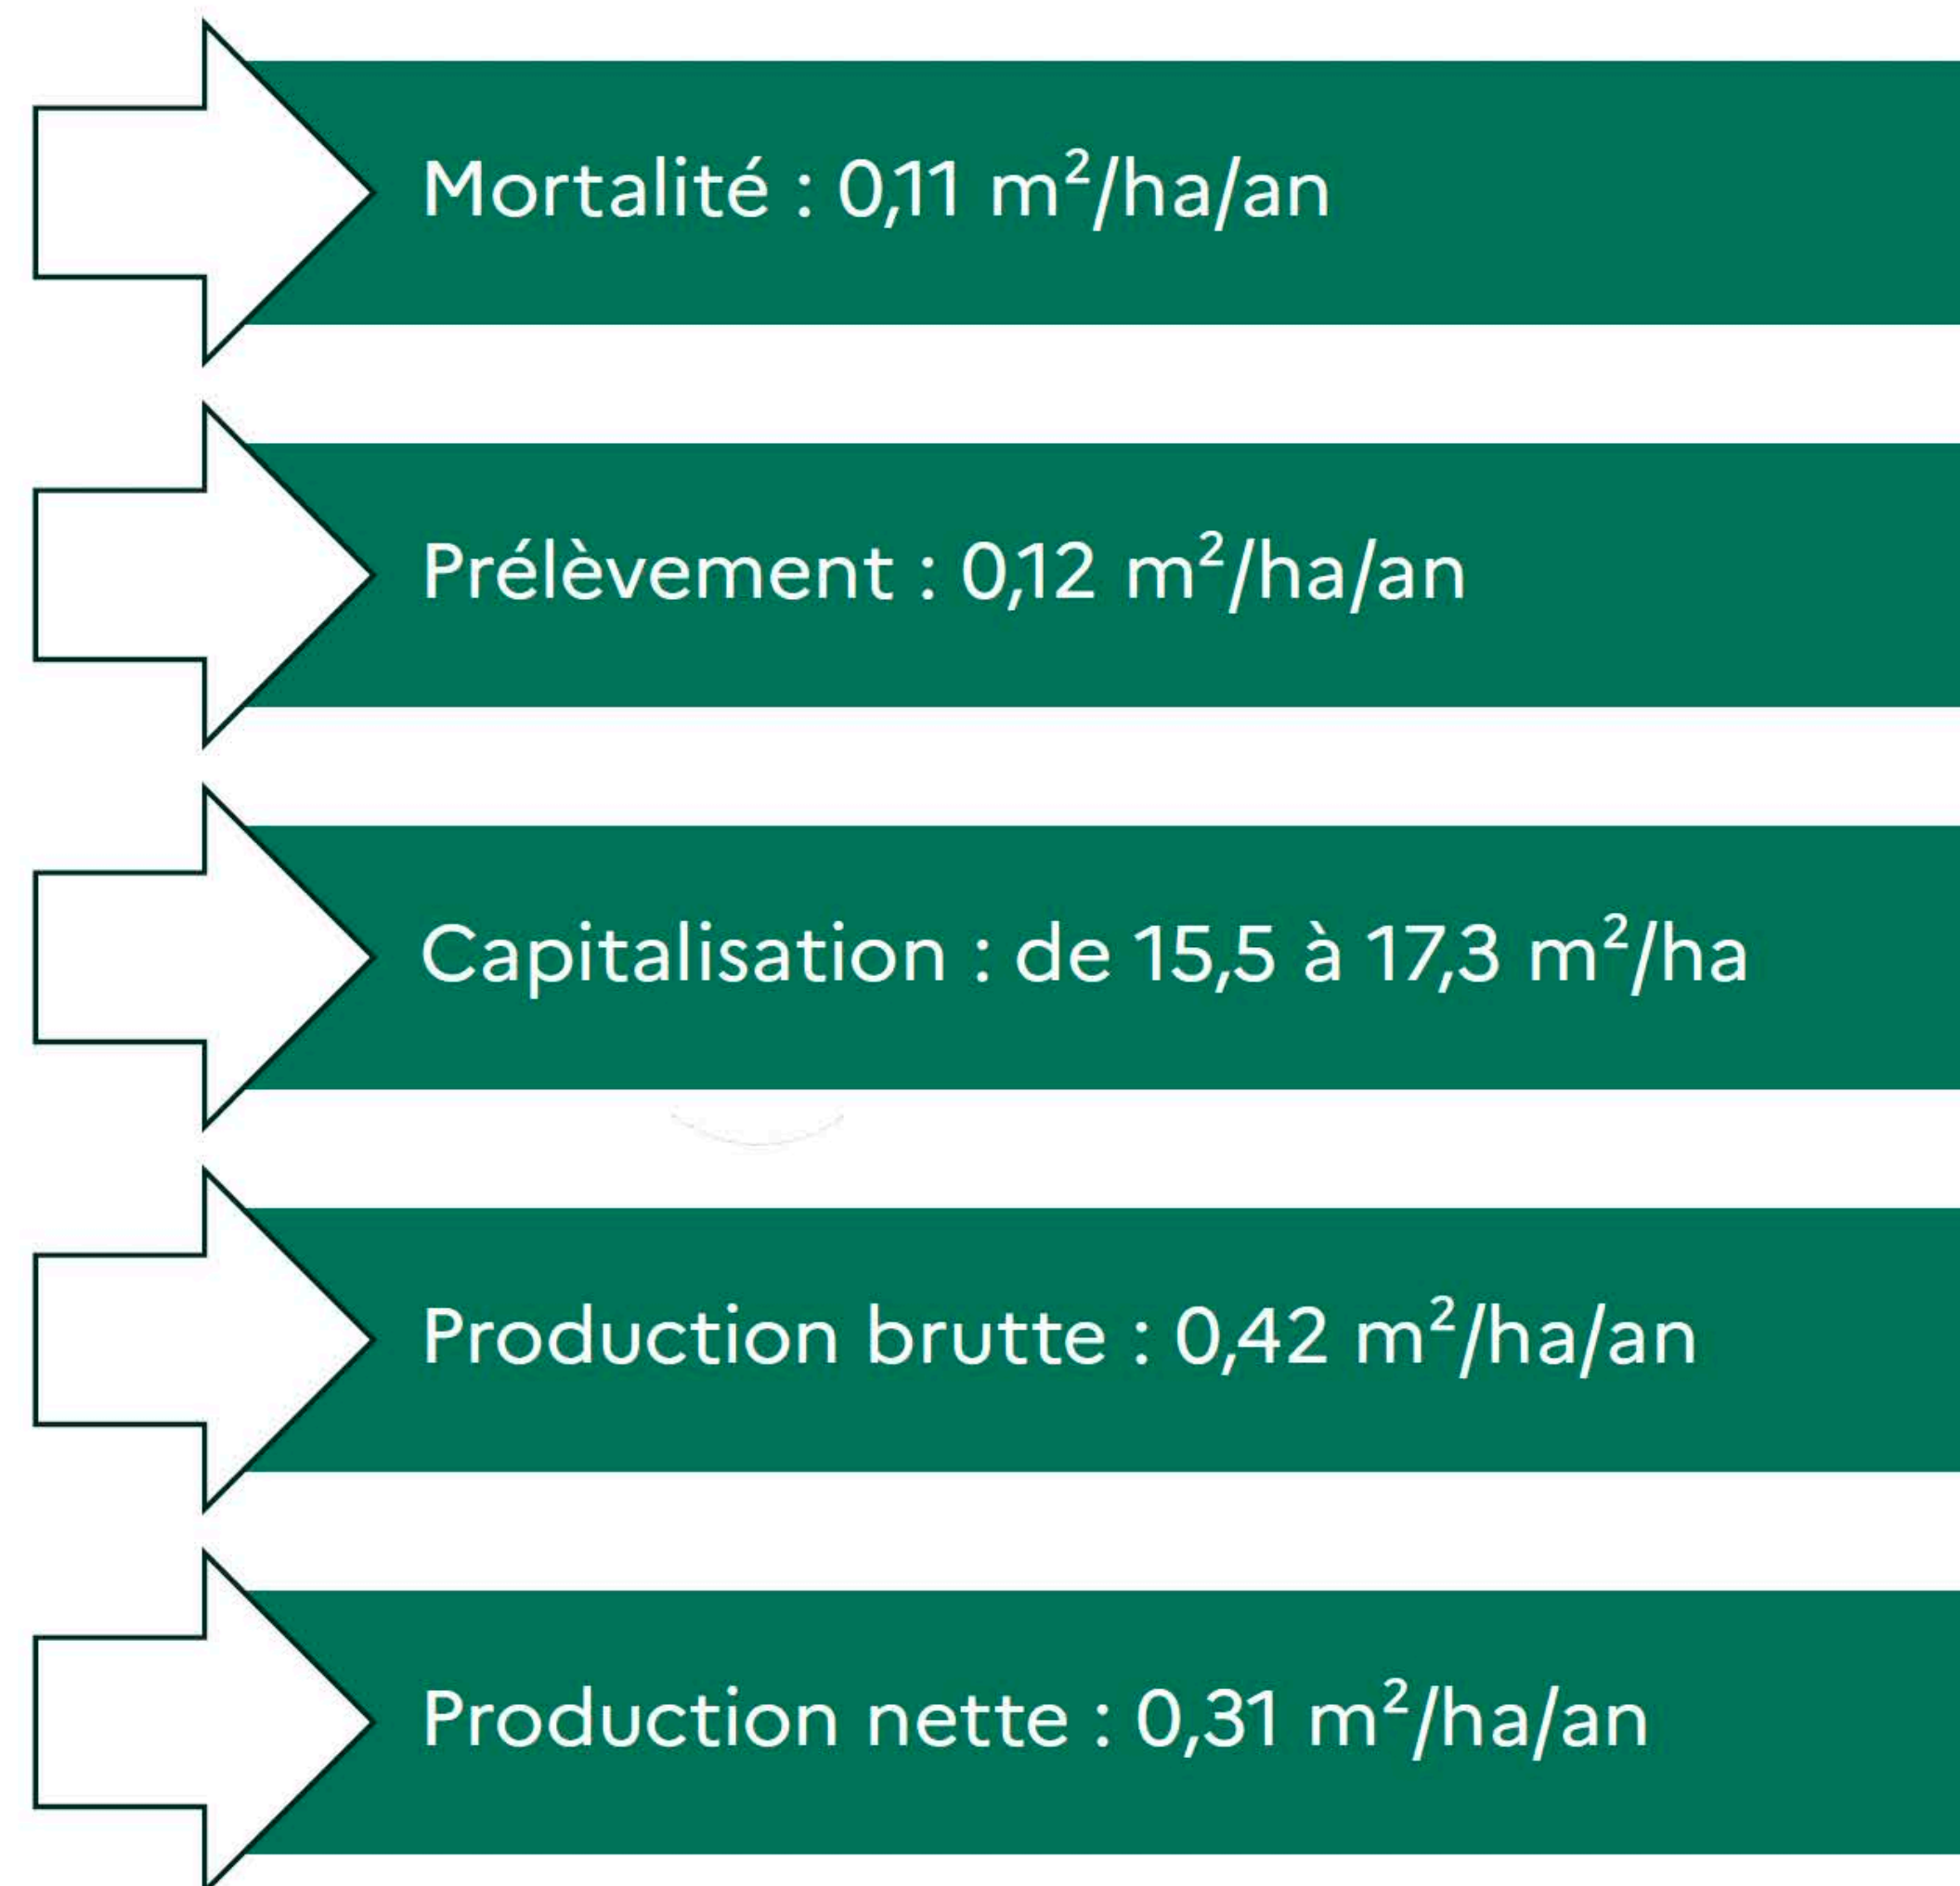 Mortalité : 0,11 m²/ha/an
Prélèvement : 0,12 m²/ha/an
Capitalisation : de 15,5 à 17,3 m²/ha
Production brutte : 0,42 m²/ha/an
Production nette : 0,31 m²/ha/an